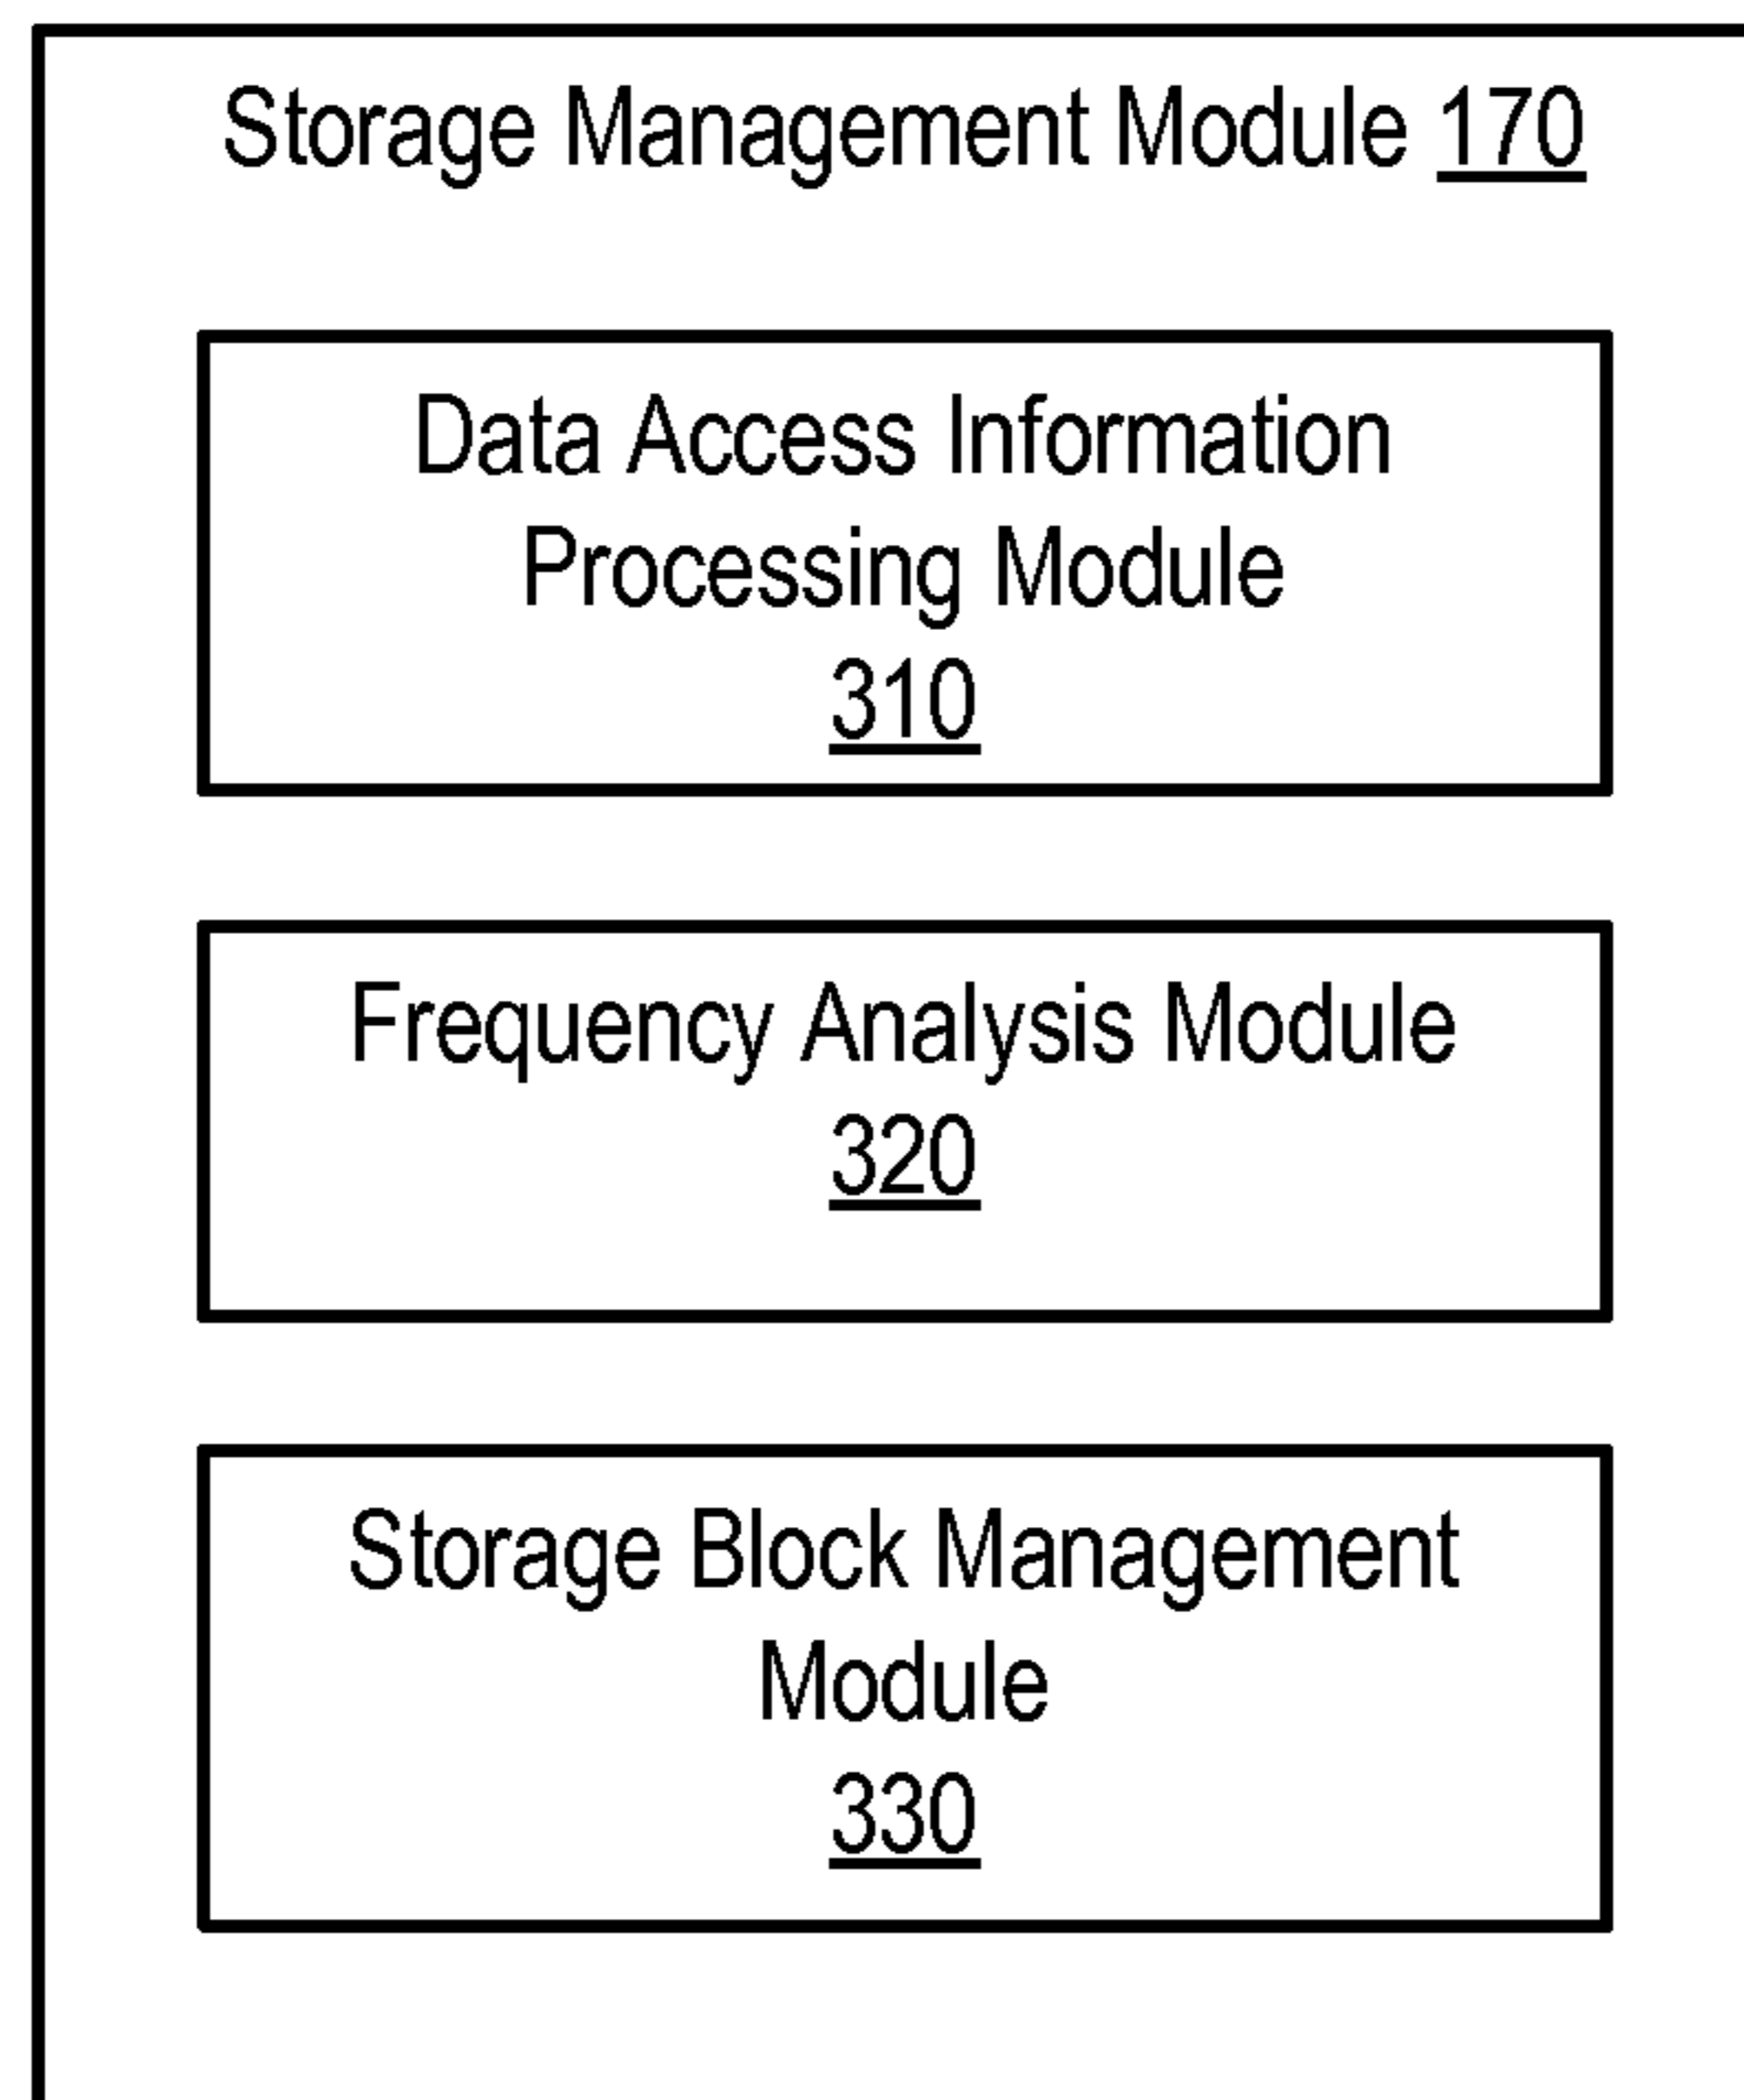 Storage Management Module 170
Data Access Information
Processing Module
310
Frequency Analysis Module
320
Storage Block Management
Module
330